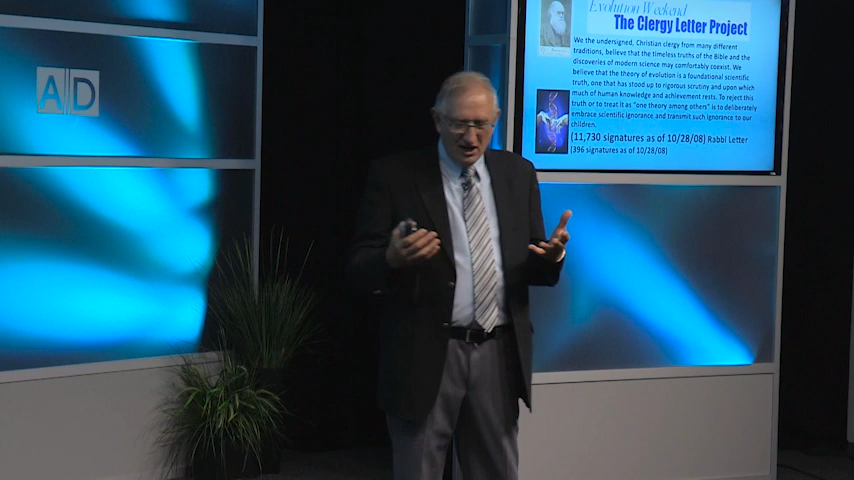 AD
Evolution Weekend
The Clergy Letter Project
We the undersigned, Christian clergy from many different
traditions, believe that the timeless truths of the Bible and the
discoveries of modern science may comfortably coexist. We
believe that the theory of evolution is a foundational scientific
truth, one that has stood up to rigorous scrutiny and upon which
much of human knowledge and achievement rests. To reject this
truth or to treat it as "one theory among others" is to deliberately
embrace scientific ignorance and transmit such ignorance to our
children.
(11,730 signatures as of 10/28/08) Rabbi Letter
(396 signatures as of 10/28/08)